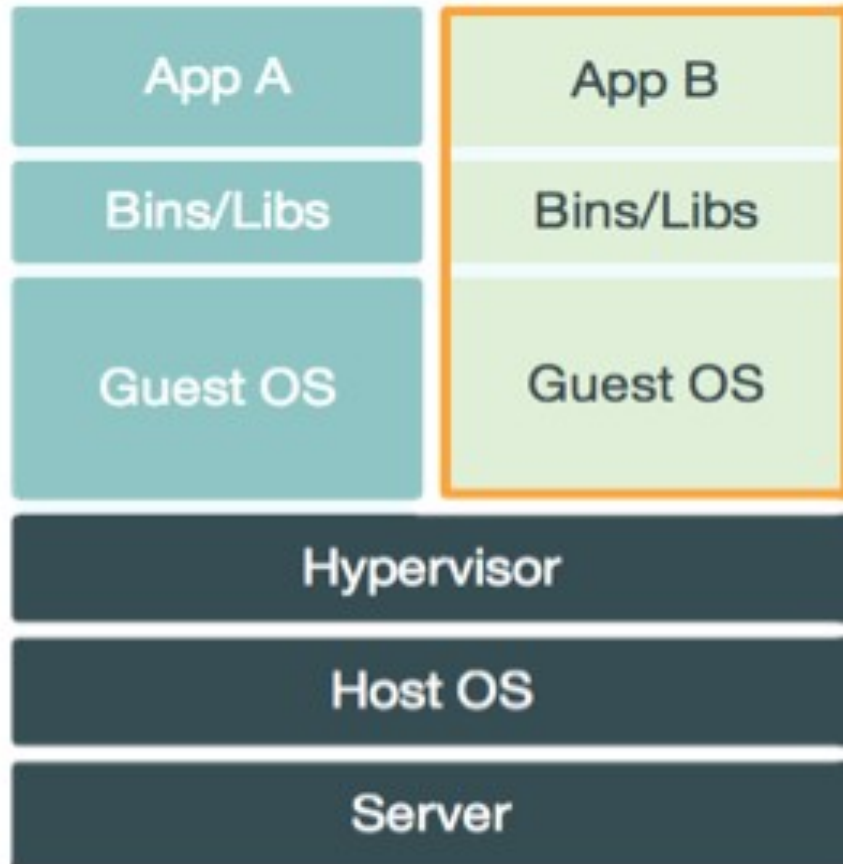 App A
App B
Bins/Libs
Bins/Libs
Guest OS
Guest OS
Hypervisor
Host OS
Server